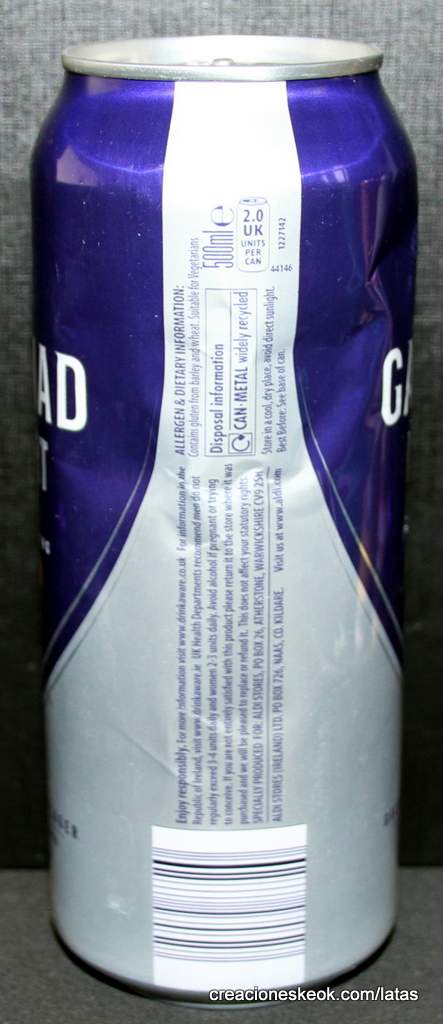 AD
T
GA
ALLERGEN & DIETARY INFORMATION:
Contains gluten from barley and wheat. Suitable for Vegetarians
500ml e
2.0
UK
UNITS
PER
CAN
1227142
44146
Disposal information
CAN·METAL widely recycled
Store in a cool, dry place, avoid direct sunlight.
Best Before: See base of can.
Enjoy responsibly. For more information visit www.drinkaware.co.uk For information in the
Republic of Ireland, visit www.drinkaware.ie UK Health Departments recommend men do not
regularly exceed 3-4 units daily and women 2-3 units daily. Avoid alcohol if pregnant or trying
to conceive. If you are not entirely satisfied with this product please return it to the store where it was
purchased and we will be pleased to replace or refund it. This does not affect your statutory rights.
SPECIALLY PRODUCED FOR: ALDI STORES, PO BOX 26, ATHERSTONE, WARWICKSHIRE CV9 2SH.
ALDI STORES (IRELAND) LTD. PO BOX 726, NAAS, CO. KILDARE. Visit us at www.aldi.com
creacioneskeok.com/latas